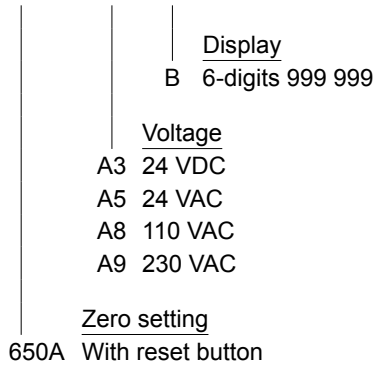 Display
B 6-digits 999 999
Voltage
A3 24 VDC
A5 24 VAC
A8 110 VAC
A9 230 VAC
Zero setting
650A With reset button